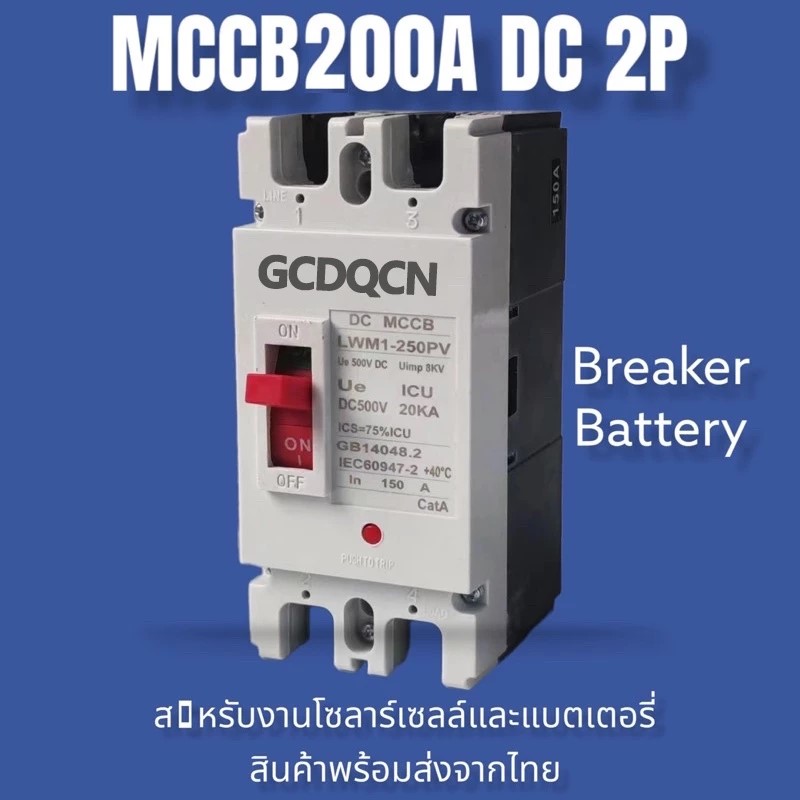 MCCB200A DC 2P
150A
LINE
1 3
GCDQCN
ON
DC MCCB
LWM1-250PV
Ue 500V DC Uimp 8KV
Ue ICU
DC500V 20KA
ICS=75%ICU
GB14048.2
IEC60947-2 +40°C
In 150 A
CatA
ON
OFF
PUSH TO TRIP
2 4
Breaker
Battery
ส▯หรับงานโซลาร์เซลล์และแบตเตอรี่
สินค้าพร้อมส่งจากไทย